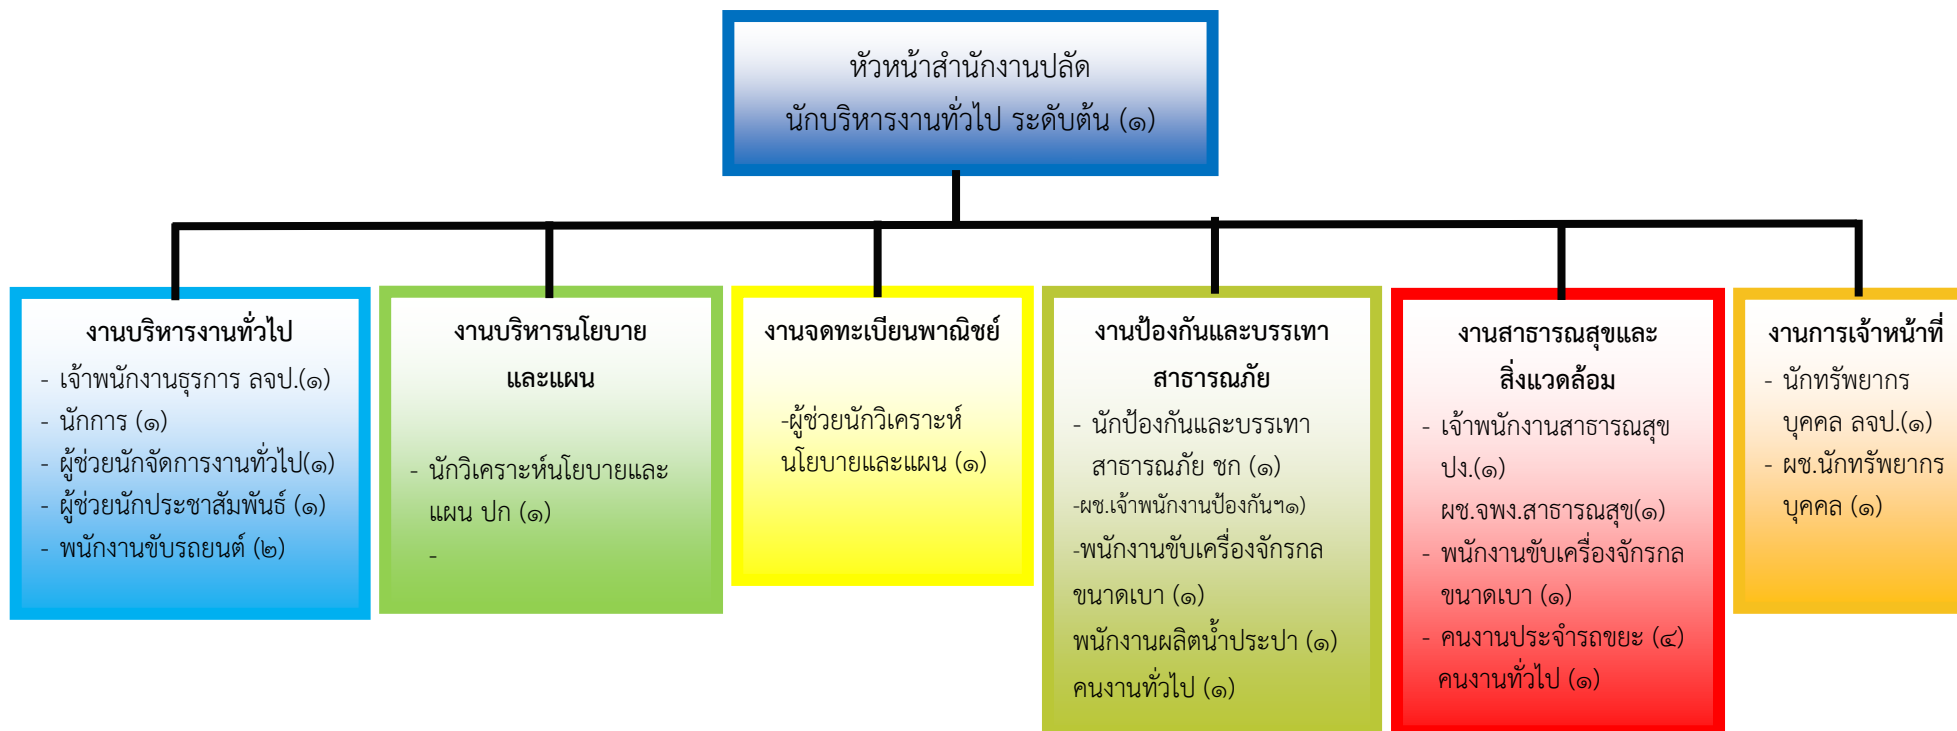 หัวหน้าสำนักงานปลัด
นักบริหารงานทั่วไป ระดับต้น (๑)
งานบริหารงานทั่วไป
- เจ้าพนักงานธุรการ ลจป.(๑)
- นักการ (๑)
- ผู้ช่วยนักจัดการงานทั่วไป(๑)
- ผู้ช่วยนักประชาสัมพันธ์ (๑)
- พนักงานขับรถยนต์ (๒)
งานบริหารนโยบาย
และแผน
- นักวิเคราะห์นโยบายและ
แผน ปก (๑)
-
งานจดทะเบียนพาณิชย์
-ผู้ช่วยนักวิเคราะห์
นโยบายและแผน (๑)
งานป้องกันและบรรเทา
สาธารณภัย
- นักป้องกันและบรรเทา
สาธารณภัย ชก (๑)
-ผช.เจ้าพนักงานป้องกันฯ๑)
-พนักงานขับเครื่องจักรกล
ขนาดเบา (๑)
พนักงานผลิตน้ำประปา (๑)
คนงานทั่วไป (๑)
งานสาธารณสุขและ
สิ่งแวดล้อม
- เจ้าพนักงานสาธารณสุข
ปง.(๑)
ผช.จพง.สาธารณสุข(๑)
- พนักงานขับเครื่องจักรกล
ขนาดเบา (๑)
- คนงานประจำรถขยะ (๔)
คนงานทั่วไป (๑)
งานการเจ้าหน้าที่
- นักทรัพยากร
บุคคล ลจป.(๑)
- ผช.นักทรัพยากร
บุคคล (๑)